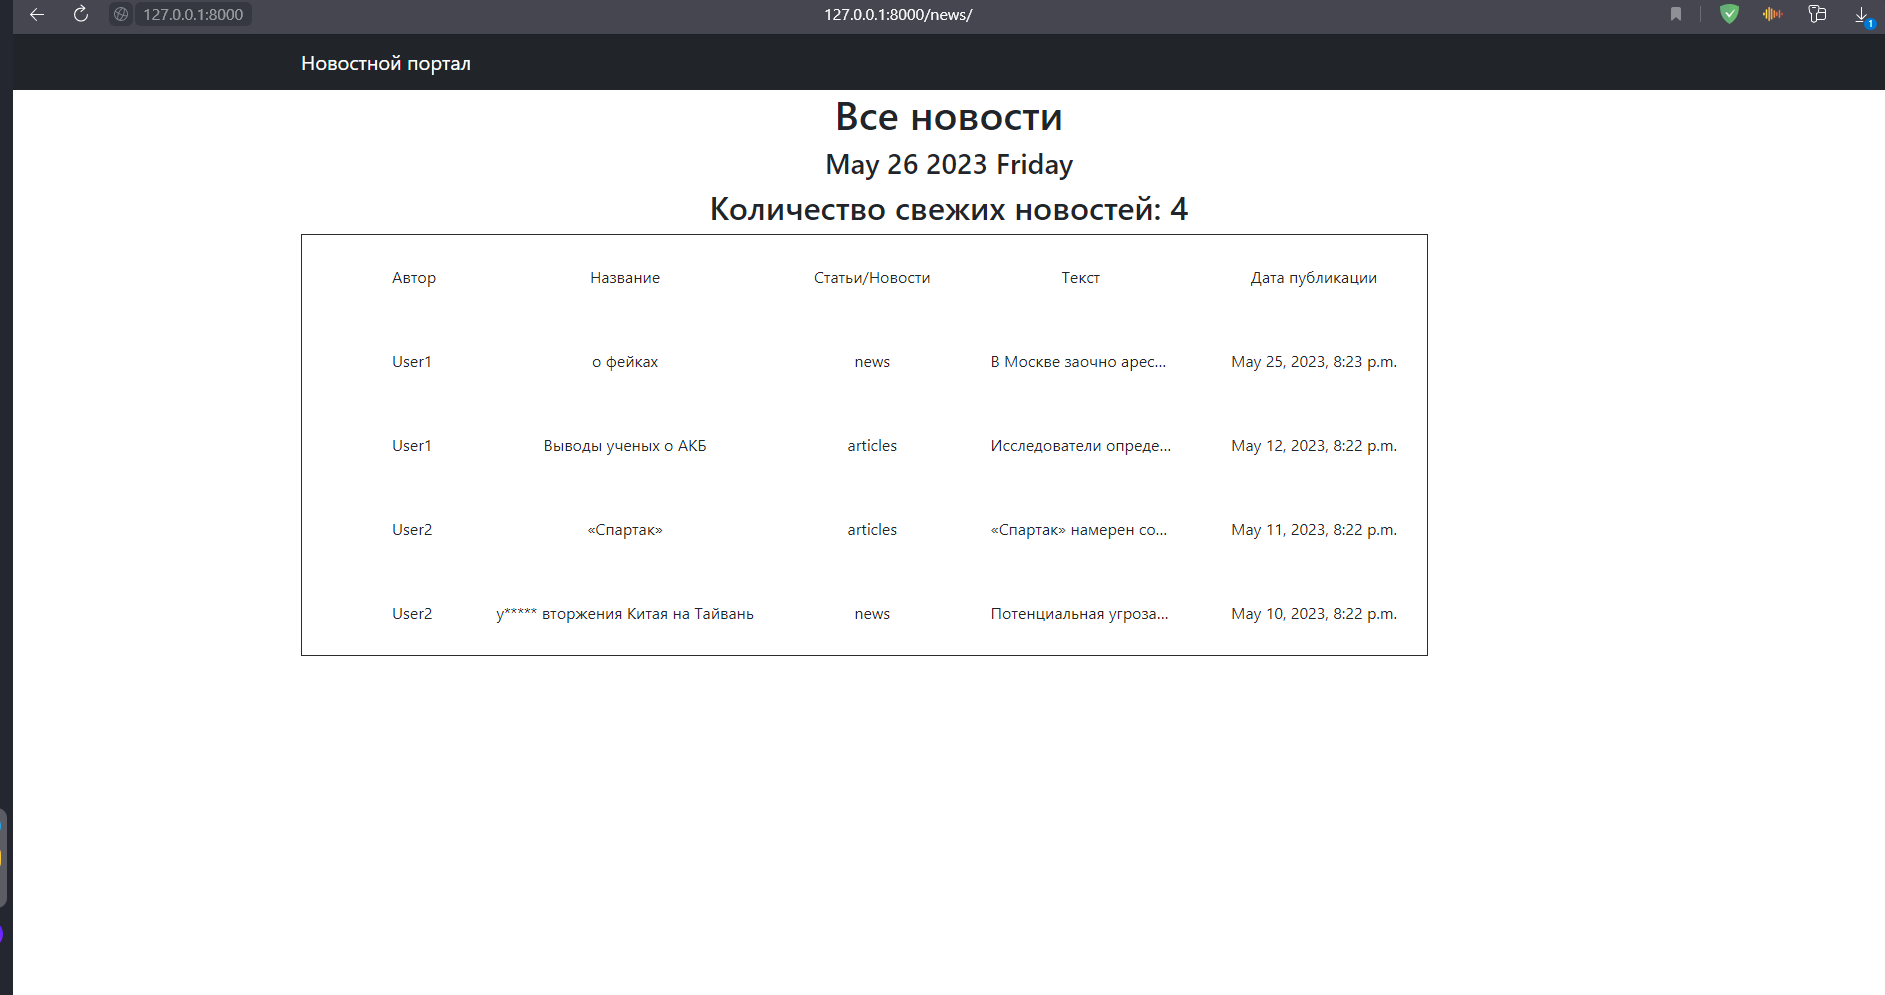 127.0.0.1:8000 127.0.0.1:8000/news/ 1
Новостной портал
Все новости
May 26 2023 Friday
Количество свежих новостей: 4
Автор Название Статьи/Новости Текст Дата публикации
User1 о фейках news В Москве заочно арес... May 25, 2023, 8:23 p.m.
User1 Выводы ученых о АКБ articles Исследователи опреде... May 12, 2023, 8:22 p.m.
User2 «Спартак» articles «Спартак» намерен со... May 11, 2023, 8:22 p.m.
User2 у***** вторжения Китая на Тайвань news Потенциальная угроза... May 10, 2023, 8:22 p.m.